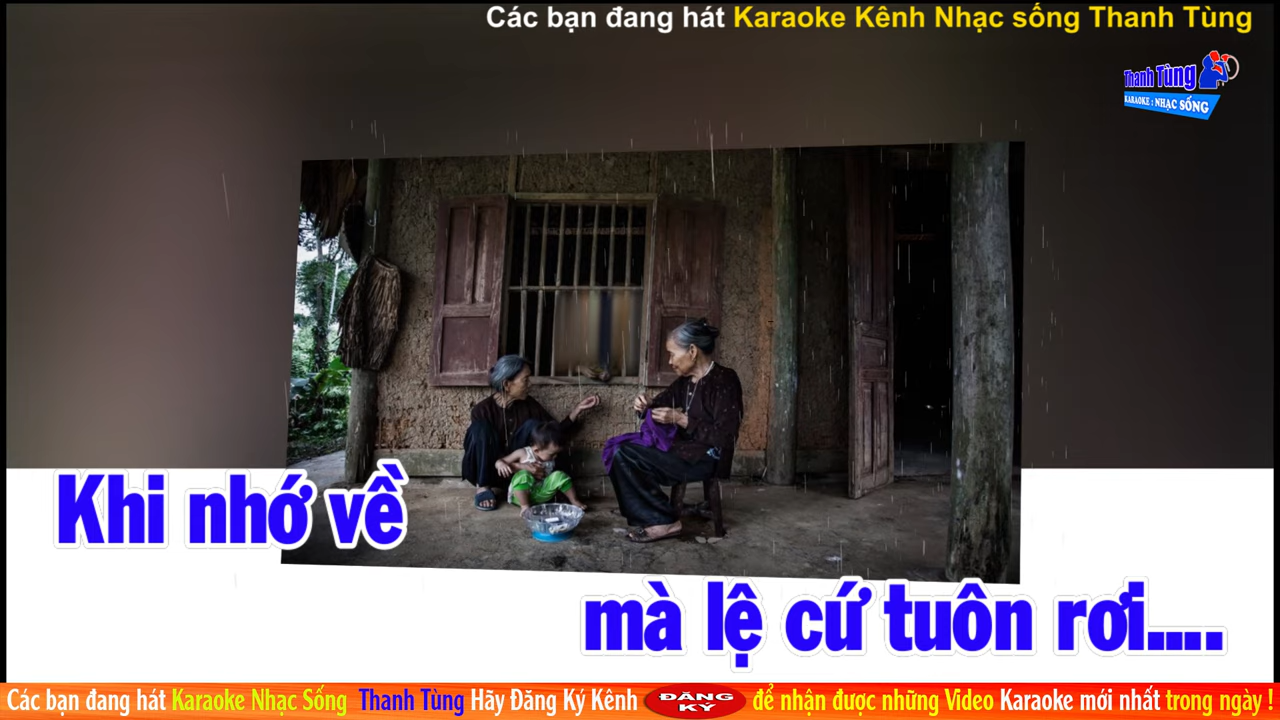 Các bạn đang hát Karaoke Kênh Nhạc sống Thanh Tùng
Thanh Tùng
KARAOKE : NHẠC SỐNG
Khi nhớ về
mà lệ cứ tuôn rơi....
Các bạn đang hát Karaoke Nhạc Sống Thanh Tùng Hãy Đăng Ký Kênh ĐĂNG KÝ để nhận được những Video Karaoke mới nhất trong ngày !